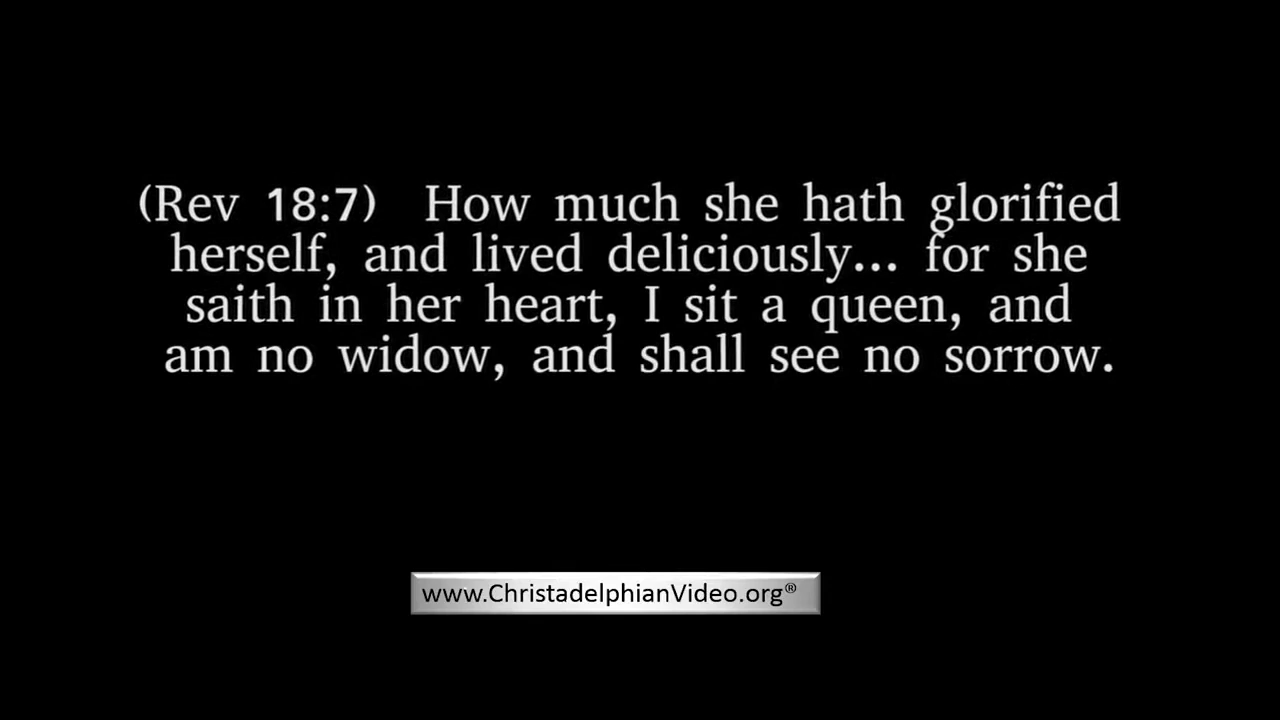 (Rev 18:7) How much she hath glorified
herself, and lived deliciously... for she
saith in her heart, I sit a queen, and
am no widow, and shall see no sorrow.
www.ChristadelphianVideo.org®